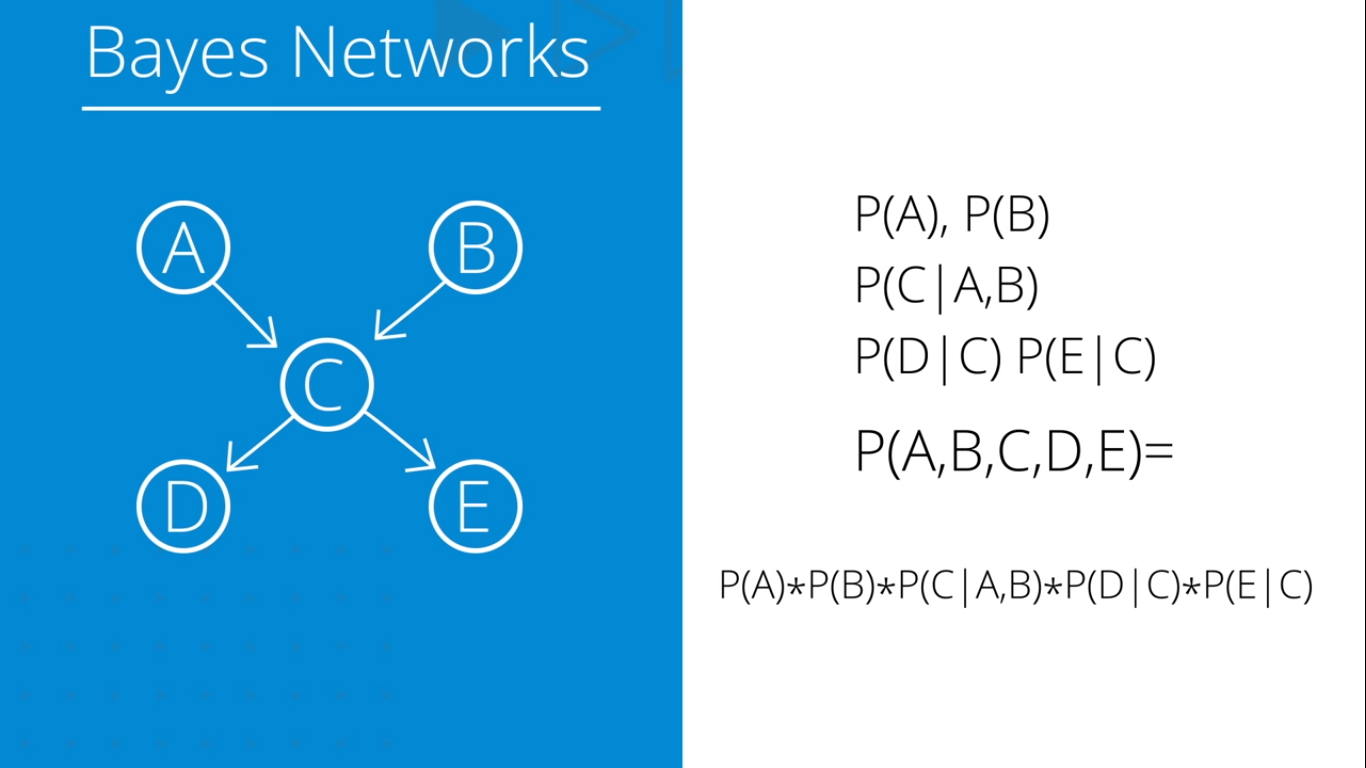 Bayes Networks
A
B
C
D
E
P(A), P(B)
P(C|A,B)
P(D|C) P(E|C)
P(A,B,C,D,E)=
P(A)*P(B)*P(C|A,B)*P(D|C)*P(E|C)